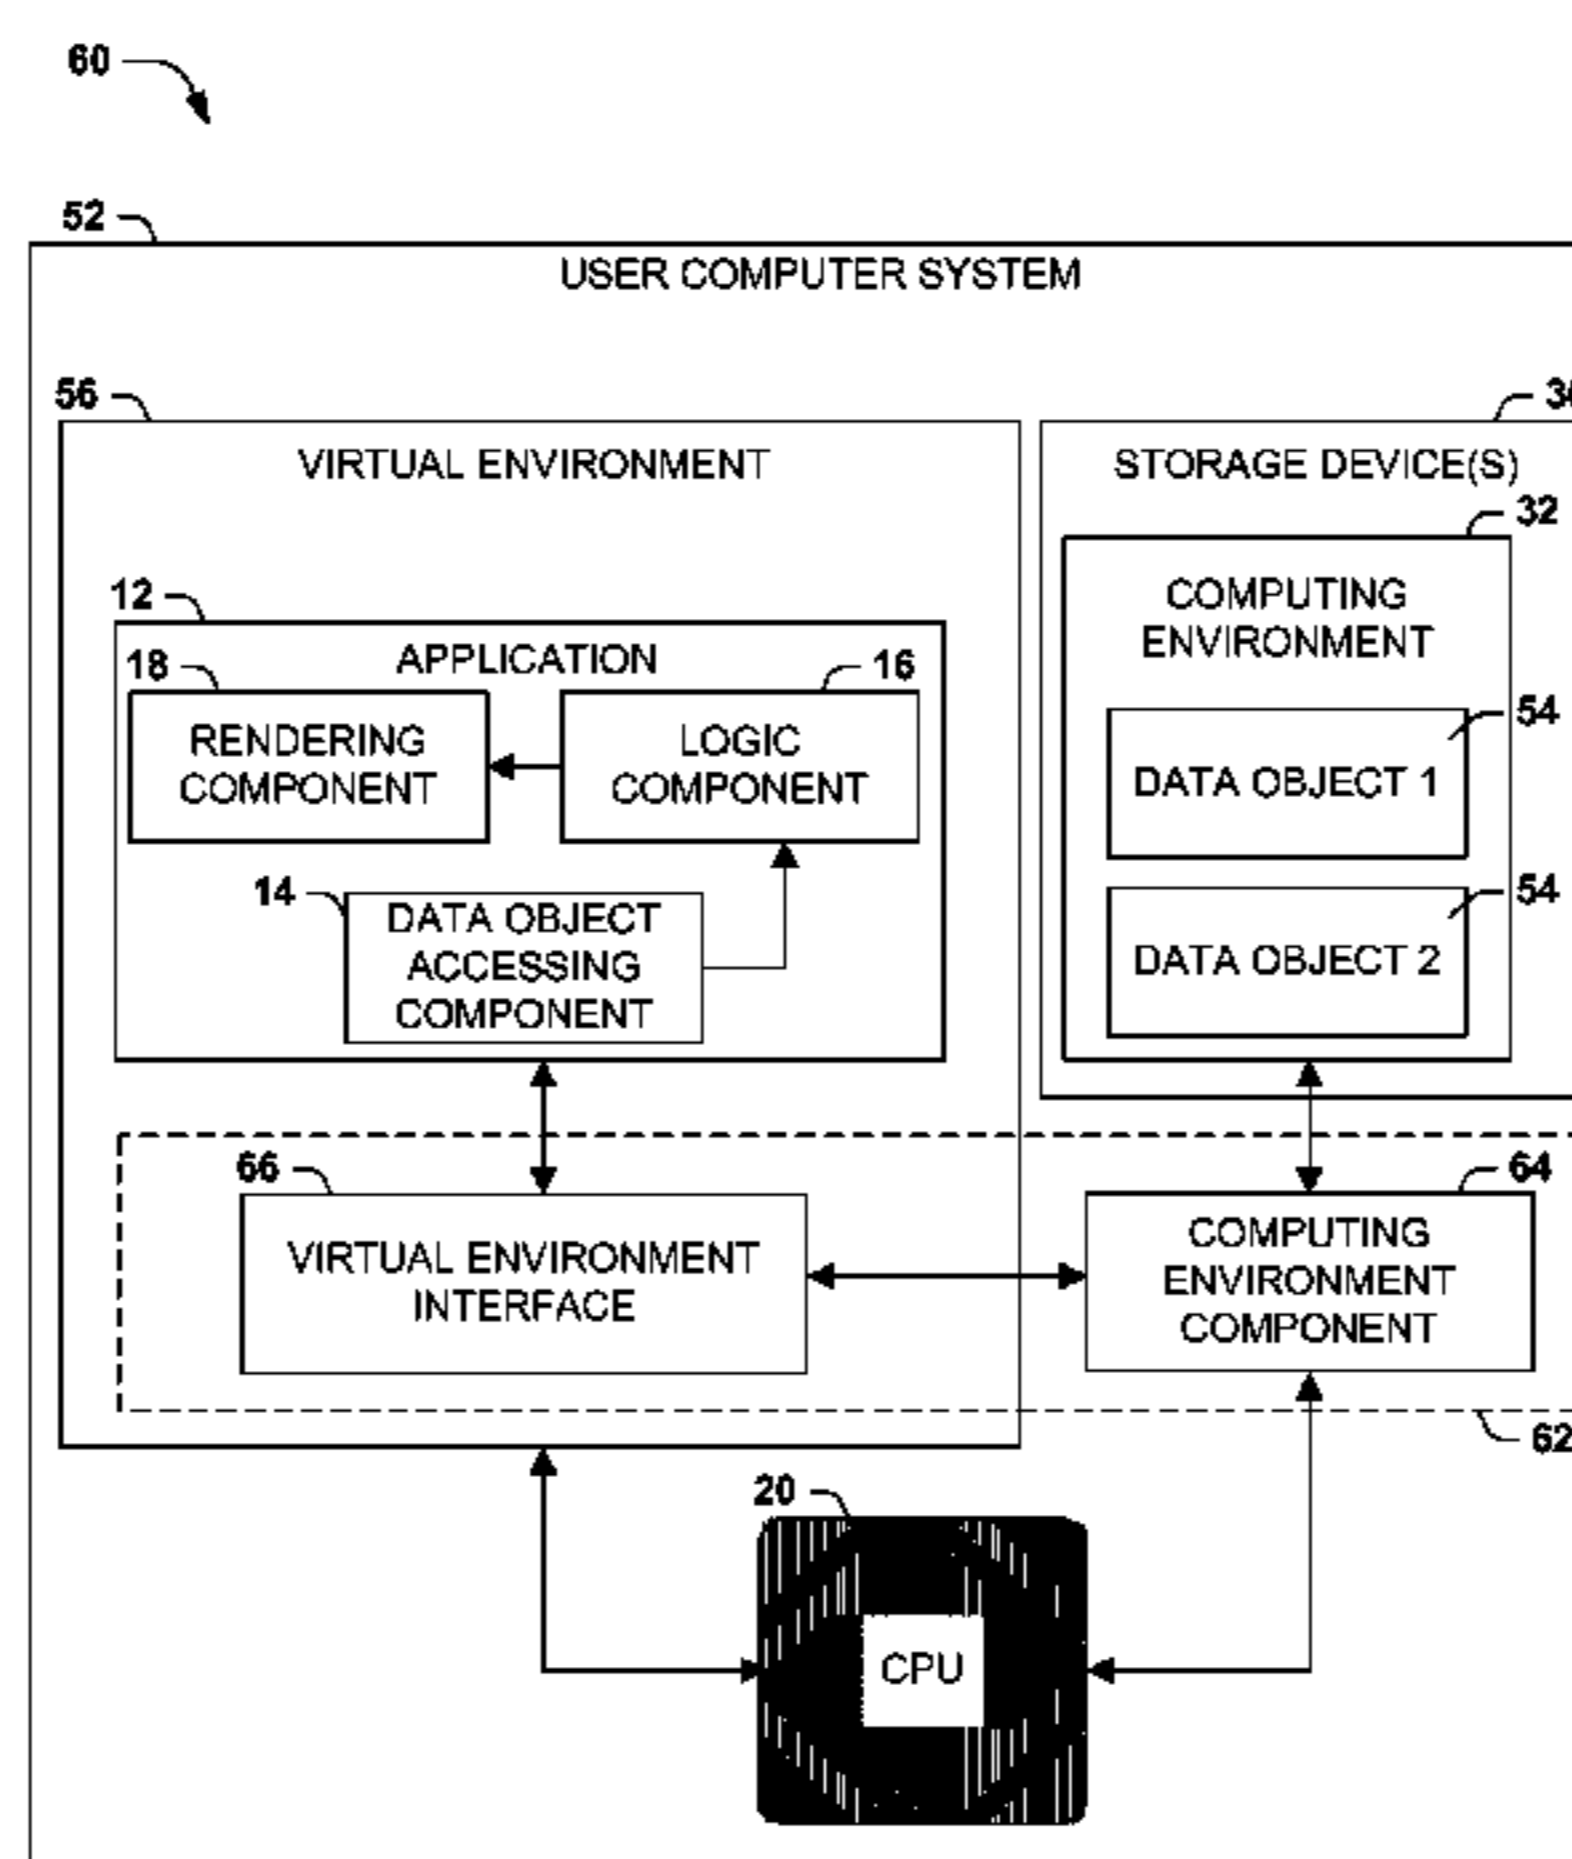 60
52
USER COMPUTER SYSTEM
56
VIRTUAL ENVIRONMENT
STORAGE DEVICE(S)
32
COMPUTING
ENVIRONMENT
12
APPLICATION
18
16
RENDERING
COMPONENT
LOGIC
COMPONENT
54
DATA OBJECT 1
14
DATA OBJECT
ACCESSING
COMPONENT
54
DATA OBJECT 2
66
VIRTUAL ENVIRONMENT
INTERFACE
64
COMPUTING
ENVIRONMENT
COMPONENT
62
20
CPU